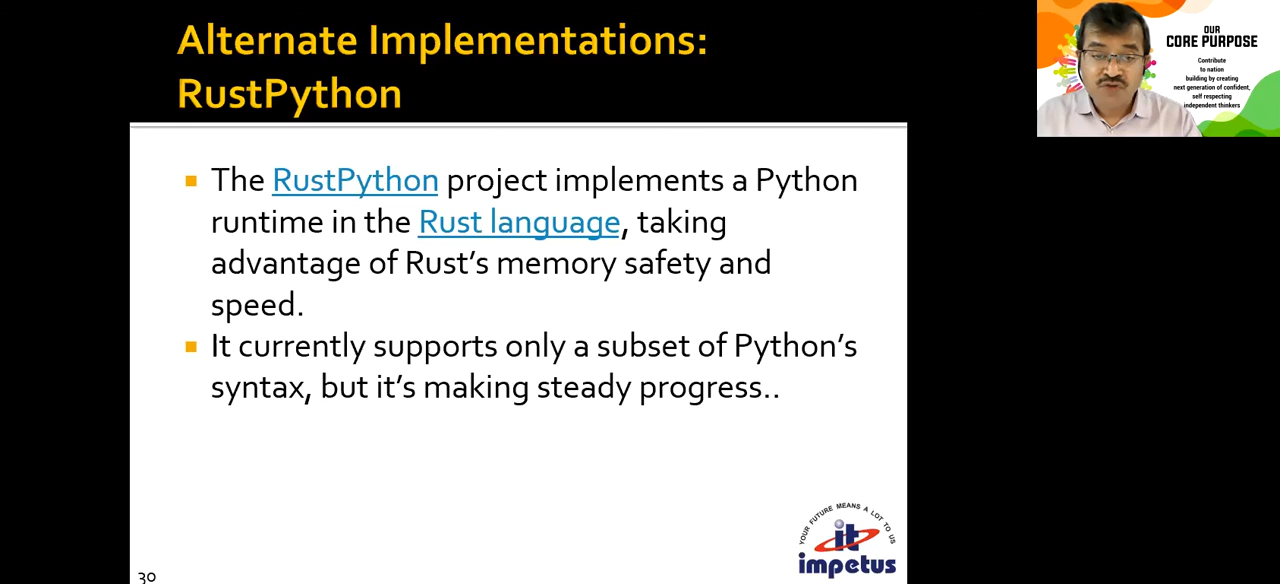 Alternate Implementations:
RustPython
The RustPython project implements a Python
runtime in the Rust language, taking
advantage of Rust’s memory safety and
speed.
It currently supports only a subset of Python’s
syntax, but it’s making steady progress..
30
YOUR FUTURE MEANS A LOT TO US
it
impetus
OUR
CORE PURPOSE
Contribute
to nation
building by creating
next generation of confident,
self respecting
independent thinkers